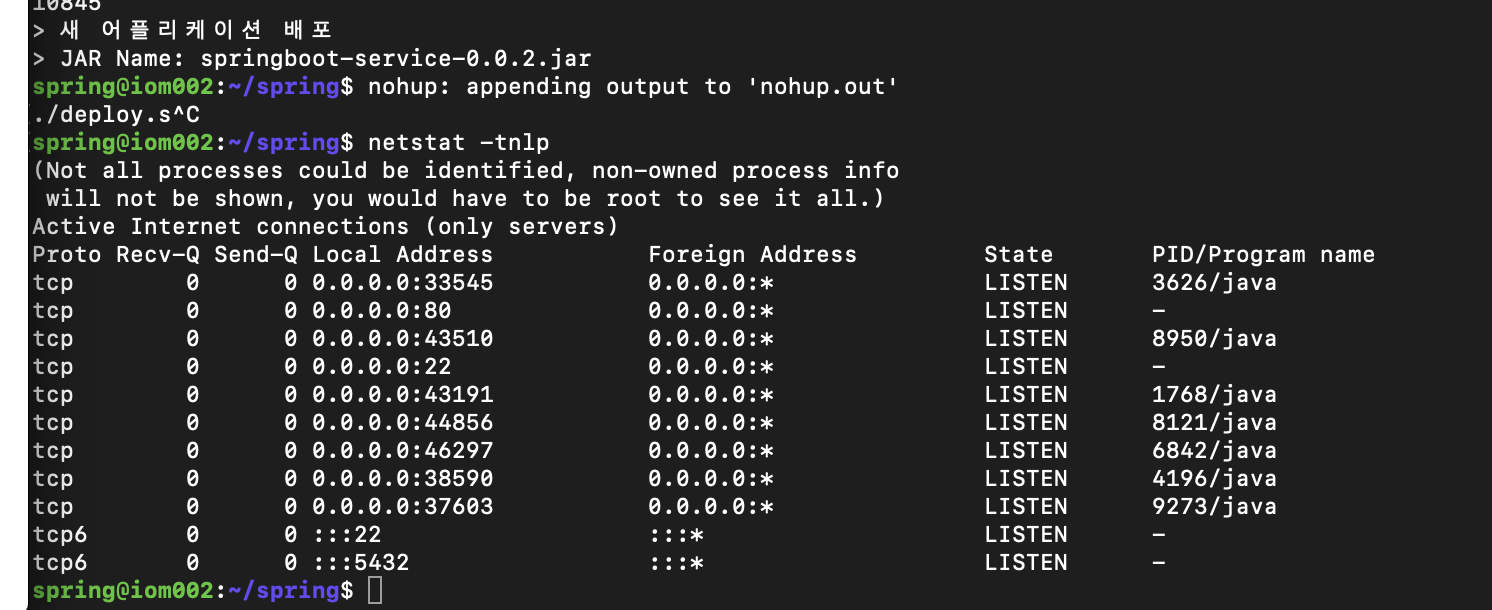 10845
> 새 어플리케이션 배포
> JAR Name: springboot-service-0.0.2.jar
spring@iom002:~/spring$ nohup: appending output to 'nohup.out'
./deploy.s^C
spring@iom002:~/spring$ netstat -tnlp
(Not all processes could be identified, non-owned process info
 will not be shown, you would have to be root to see it all.)
Active Internet connections (only servers)
Proto Recv-Q Send-Q Local Address           Foreign Address         State       PID/Program name
tcp        0      0 0.0.0.0:33545           0.0.0.0:*               LISTEN      3626/java
tcp        0      0 0.0.0.0:80              0.0.0.0:*               LISTEN      -
tcp        0      0 0.0.0.0:43510           0.0.0.0:*               LISTEN      8950/java
tcp        0      0 0.0.0.0:22              0.0.0.0:*               LISTEN      -
tcp        0      0 0.0.0.0:43191           0.0.0.0:*               LISTEN      1768/java
tcp        0      0 0.0.0.0:44856           0.0.0.0:*               LISTEN      8121/java
tcp        0      0 0.0.0.0:46297           0.0.0.0:*               LISTEN      6842/java
tcp        0      0 0.0.0.0:38590           0.0.0.0:*               LISTEN      4196/java
tcp        0      0 0.0.0.0:37603           0.0.0.0:*               LISTEN      9273/java
tcp6       0      0 :::22                   :::*                    LISTEN      -
tcp6       0      0 :::5432                 :::*                    LISTEN      -
spring@iom002:~/spring$